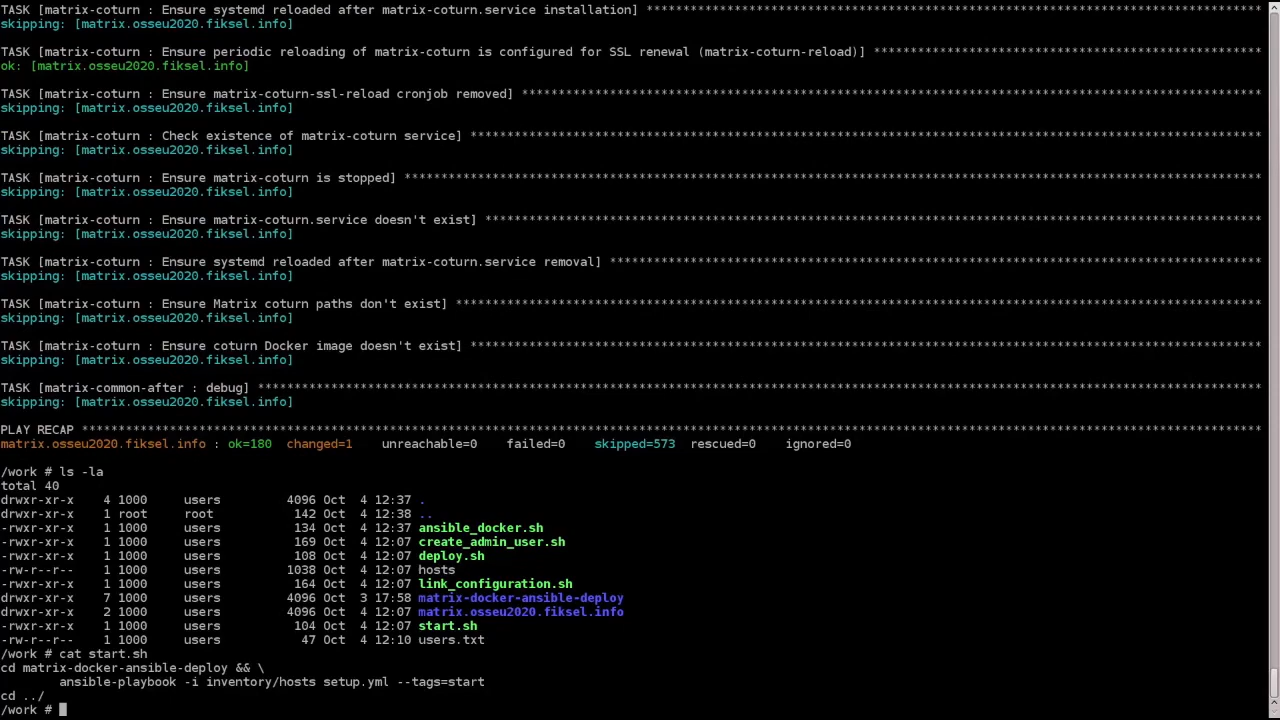 TASK [matrix-coturn : Ensure systemd reloaded after matrix-coturn.service installation] ************************************************************************************
skipping: [matrix.osseu2020.fiksel.info]
TASK [matrix-coturn : Ensure periodic reloading of matrix-coturn is configured for SSL renewal (matrix-coturn-reload)] *****************************************************
ok: [matrix.osseu2020.fiksel.info]
TASK [matrix-coturn : Ensure matrix-coturn-ssl-reload cronjob removed] *****************************************************************************************************
skipping: [matrix.osseu2020.fiksel.info]
TASK [matrix-coturn : Check existence of matrix-coturn service] ************************************************************************************************************
skipping: [matrix.osseu2020.fiksel.info]
TASK [matrix-coturn : Ensure matrix-coturn is stopped] *********************************************************************************************************************
skipping: [matrix.osseu2020.fiksel.info]
TASK [matrix-coturn : Ensure matrix-coturn.service doesn't exist] **********************************************************************************************************
skipping: [matrix.osseu2020.fiksel.info]
TASK [matrix-coturn : Ensure systemd reloaded after matrix-coturn.service removal] *****************************************************************************************
skipping: [matrix.osseu2020.fiksel.info]
TASK [matrix-coturn : Ensure Matrix coturn paths don't exist] **************************************************************************************************************
skipping: [matrix.osseu2020.fiksel.info]
TASK [matrix-coturn : Ensure coturn Docker image doesn't exist] ************************************************************************************************************
skipping: [matrix.osseu2020.fiksel.info]
TASK [matrix-common-after : debug] *****************************************************************************************************************************************
skipping: [matrix.osseu2020.fiksel.info]
PLAY RECAP *****************************************************************************************************************************************************************
matrix.osseu2020.fiksel.info : ok=180  changed=1    unreachable=0    failed=0    skipped=573  rescued=0    ignored=0
/work # ls -la
total 40
drwxr-xr-x    4 1000     users         4096 Oct  4 12:37 .
drwxr-xr-x    1 root     root           142 Oct  4 12:38 ..
-rwxr-xr-x    1 1000     users          134 Oct  4 12:37 ansible_docker.sh
-rwxr-xr-x    1 1000     users          169 Oct  4 12:07 create_admin_user.sh
-rwxr-xr-x    1 1000     users          108 Oct  4 12:07 deploy.sh
-rw-r--r--    1 1000     users         1038 Oct  4 12:07 hosts
-rwxr-xr-x    1 1000     users          164 Oct  4 12:07 link_configuration.sh
drwxr-xr-x    7 1000     users         4096 Oct  3 17:58 matrix-docker-ansible-deploy
drwxr-xr-x    2 1000     users         4096 Oct  4 12:07 matrix.osseu2020.fiksel.info
-rwxr-xr-x    1 1000     users          104 Oct  4 12:07 start.sh
-rw-r--r--    1 1000     users           47 Oct  4 12:10 users.txt
/work # cat start.sh
cd matrix-docker-ansible-deploy && \
        ansible-playbook -i inventory/hosts setup.yml --tags=start
cd ../
/work #